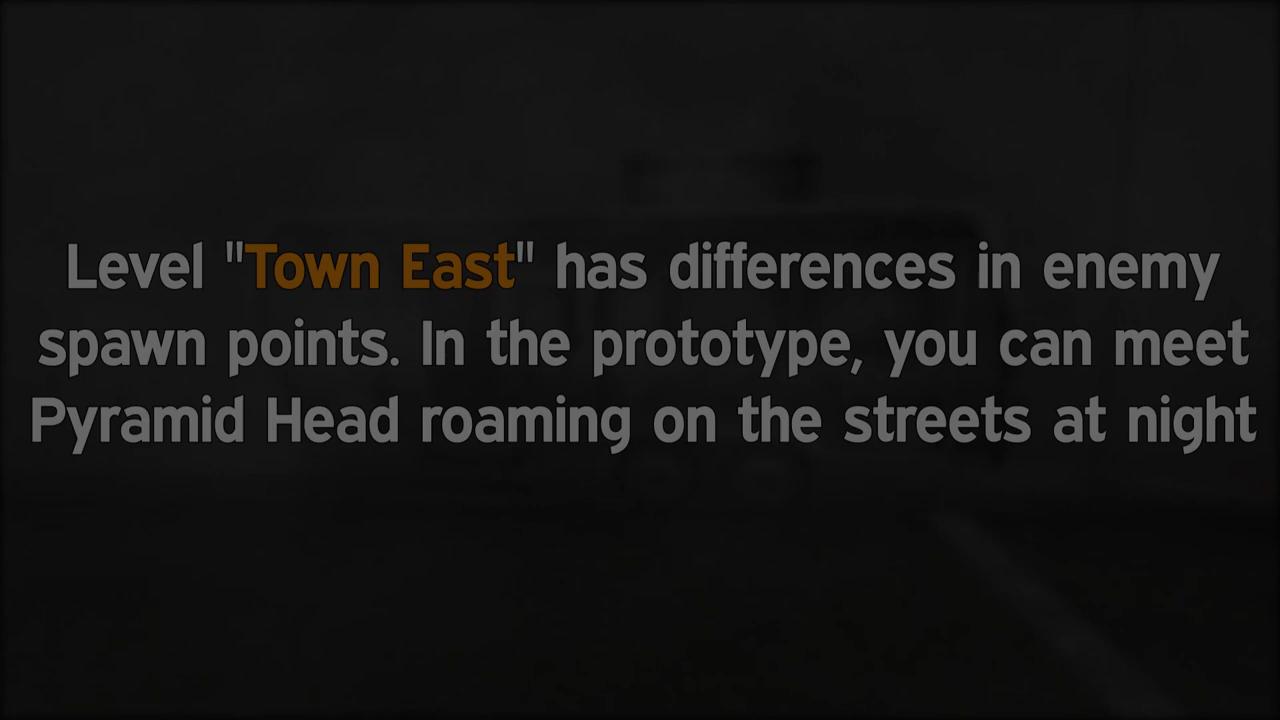 Level "Town East" has differences in enemy
spawn points. In the prototype, you can meet
Pyramid Head roaming on the streets at night